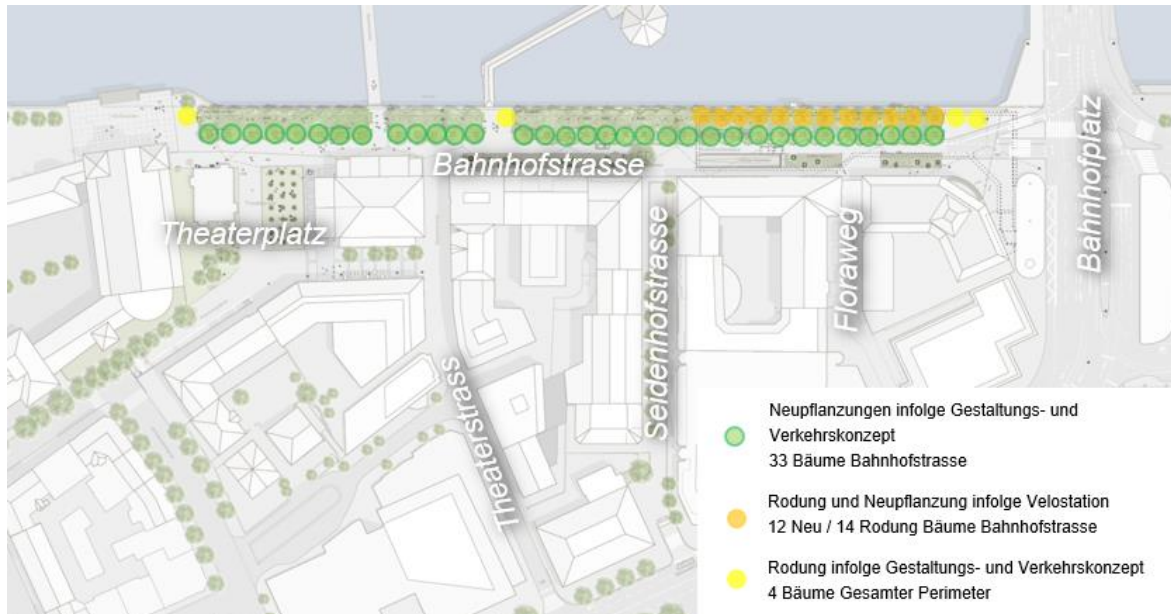 Bahnhofstrasse
Bahnhofplatz
Theaterplatz
Seidenhofstrasse
Floraweg
Theaterstrass
Neupflanzungen infolge Gestaltungs- und
Verkehrskonzept
33 Bäume Bahnhofstrasse
Rodung und Neupflanzung infolge Velostation
12 Neu / 14 Rodung Bäume Bahnhofstrasse
Rodung infolge Gestaltungs- und Verkehrskonzept
4 Bäume Gesamter Perimeter